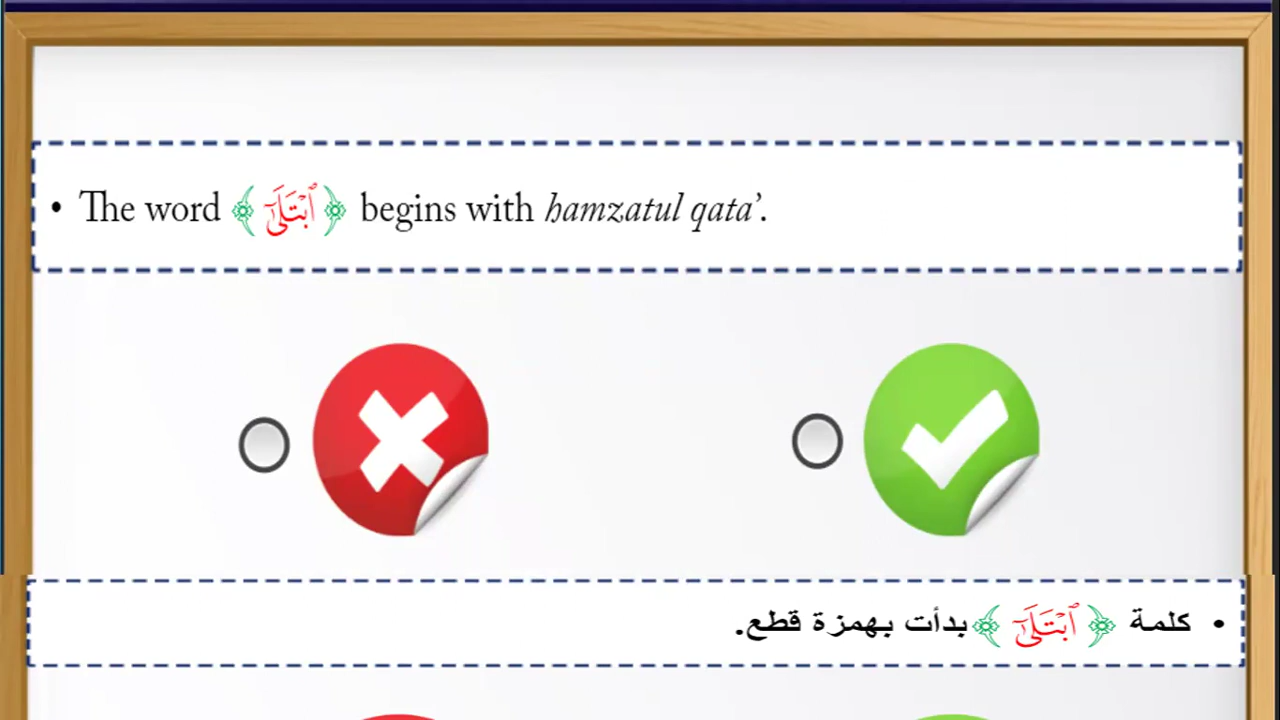 • The word ﴿ٱبۡتَلَىٰٓ﴾ begins with hamzatul qata’.
• كلمة ﴿ٱبۡتَلَىٰٓ﴾ بدأت بهمزة قطع.